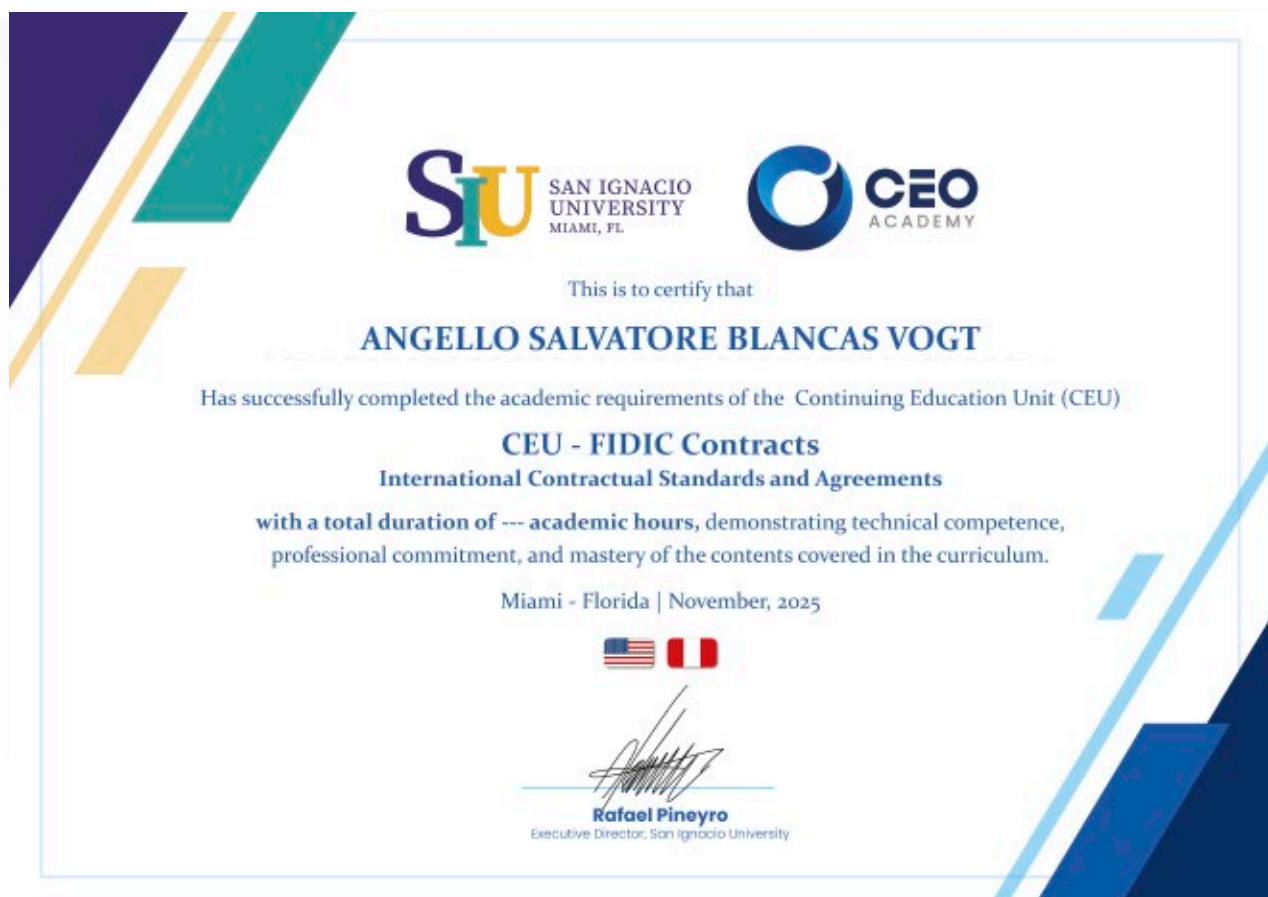 SIU
SAN IGNACIO
UNIVERSITY
MIAMI, FL
CEO
ACADEMY
This is to certify that
ANGELLO SALVATORE BLANCAS VOGT
Has successfully completed the academic requirements of the Continuing Education Unit (CEU)
CEU - FIDIC Contracts
International Contractual Standards and Agreements
with a total duration of --- academic hours, demonstrating technical competence,
professional commitment, and mastery of the contents covered in the curriculum.
Miami - Florida | November, 2025
Rafael Pineyro
Executive Director, San Ignacio University